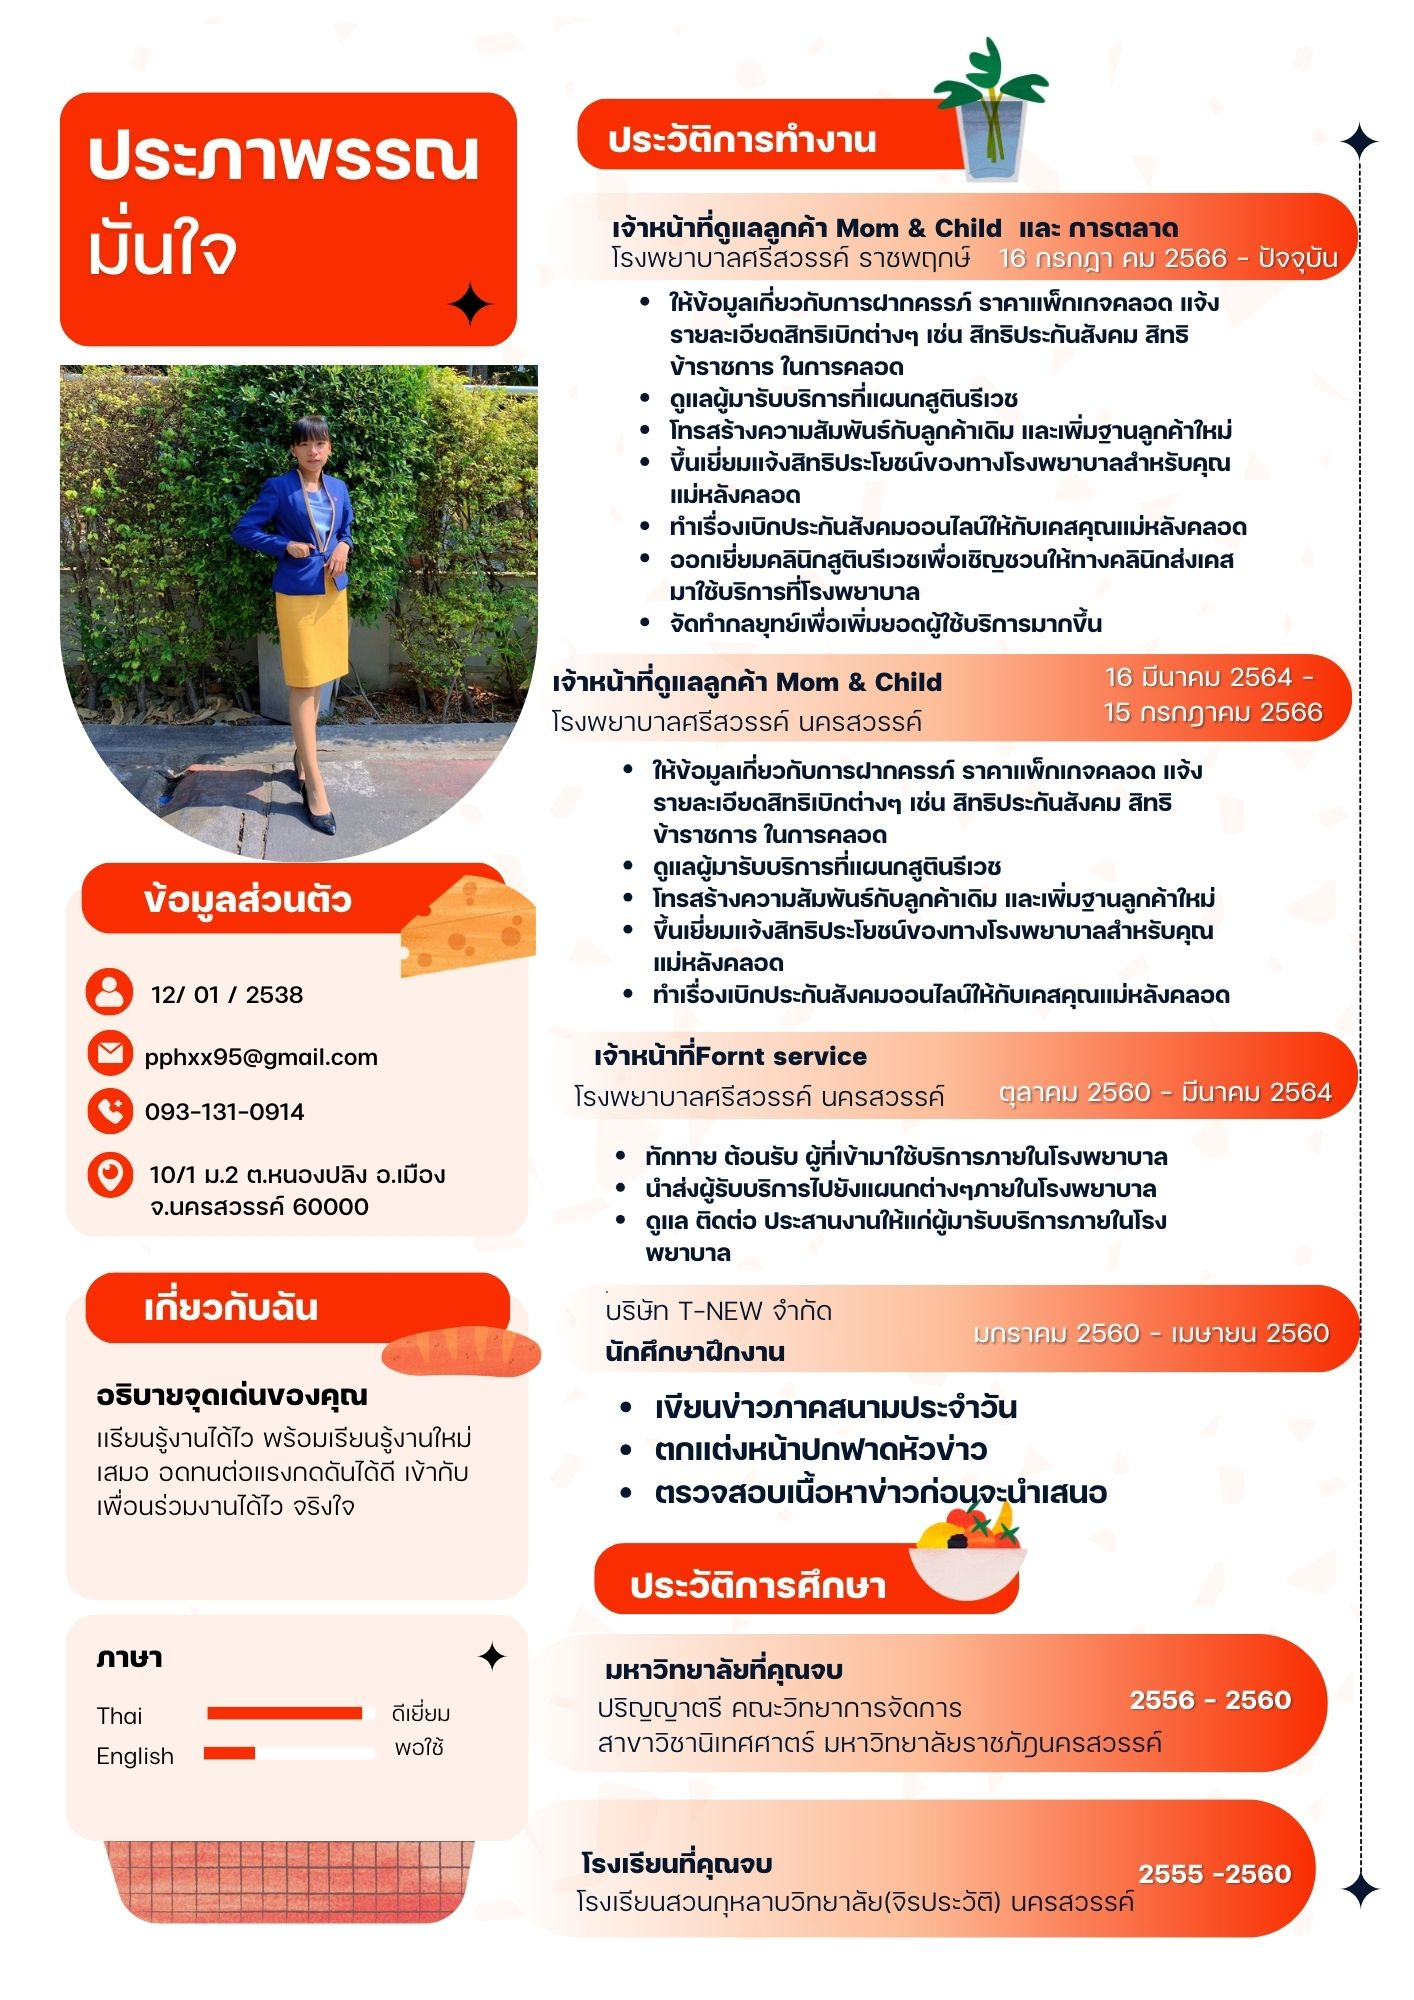 ประภาพรรณ
มั่นใจ
ข้อมูลส่วนตัว
12/ 01 / 2538
pphxx95@gmail.com
093-131-0914
10/1 ม.2 ต.หนองปลิง อ.เมือง
จ.นครสวรรค์ 60000
เกี่ยวกับฉัน
อธิบายจุดเด่นของคุณ
เเรียนรู้งานได้ไว พร้อมเรียนรู้งานใหม่
เสมอ อดทนต่อแรงกดดันได้ดี เข้ากับ
เพื่อนร่วมงานได้ไว จริงใจ
ภาษา
Thai ดีเยี่ยม
English พอใช้
ประวัติการทำงาน
เจ้าหน้าที่ดูแลลูกค้า Mom & Child และ การตลาด
โรงพยาบาลศรีสวรรค์ ราชพฤกษ์ 16 กรกฎา คม 2566 - ปัจจุบัน
• ให้ข้อมูลเกี่ยวกับการฝากครรภ์ ราคาแพ็กเกจคลอด แจ้ง
รายละเอียดสิทธิเบิกต่างๆ เช่น สิทธิประกันสังคม สิทธิ
ข้าราชการ ในการคลอด
• ดูแลผู้มารับบริการที่แผนกสูตินรีเวช
• โทรสร้างความสัมพันธ์กับลูกค้าเดิม และเพิ่มฐานลูกค้าใหม่
• ขึ้นเยี่ยมแจ้งสิทธิประโยชน์ของทางโรงพยาบาลสำหรับคุณ
แม่หลังคลอด
• ทำเรื่องเบิกประกันสังคมออนไลน์ให้กับเคสคุณแม่หลังคลอด
• ออกเยี่ยมคลินิกสูตินรีเวชเพื่อเชิญชวนให้ทางคลินิกส่งเคส
มาใช้บริการที่โรงพยาบาล
• จัดทำกลยุทย์เพื่อเพิ่มยอดผู้ใช้บริการมากขึ้น
เจ้าหน้าที่ดูแลลูกค้า Mom & Child
โรงพยาบาลศรีสวรรค์ นครสวรรค์
16 มีนาคม 2564 -
15 กรกฎาคม 2566
• ให้ข้อมูลเกี่ยวกับการฝากครรภ์ ราคาแพ็กเกจคลอด แจ้ง
รายละเอียดสิทธิเบิกต่างๆ เช่น สิทธิประกันสังคม สิทธิ
ข้าราชการ ในการคลอด
• ดูแลผู้มารับบริการที่แผนกสูตินรีเวช
• โทรสร้างความสัมพันธ์กับลูกค้าเดิม และเพิ่มฐานลูกค้าใหม่
• ขึ้นเยี่ยมแจ้งสิทธิประโยชน์ของทางโรงพยาบาลสำหรับคุณ
แม่หลังคลอด
• ทำเรื่องเบิกประกันสังคมออนไลน์ให้กับเคสคุณแม่หลังคลอด
เจ้าหน้าที่Fornt service
โรงพยาบาลศรีสวรรค์ นครสวรรค์ ตุลาคม 2560 - มีนาคม 2564
• ทักทาย ต้อนรับ ผู้ที่เข้ามาใช้บริการภายในโรงพยาบาล
• นำส่งผู้รับบริการไปยังแผนกต่างๆภายในโรงพยาบาล
• ดูแล ติดต่อ ประสานงานให้แก่ผู้มารับบริการภายในโรง
พยาบาล
บริษัท T-NEW จำกัด
มกราคม 2560 - เมษายน 2560
นักศึกษาฝึกงาน
• เขียนข่าวภาคสนามประจำวัน
• ตกแต่งหน้าปกฟาดหัวข่าว
• ตรวจสอบเนื้อหาข่าวก่อนจะนำเสนอ
ประวัติการศึกษา
มหาวิทยาลัยที่คุณจบ
ปริญญาตรี คณะวิทยาการจัดการ 2556 - 2560
สาขาวิชานิเทศศาตร์ มหาวิทยาลัยราชภัฏนครสวรรค์
โรงเรียนที่คุณจบ
2555 -2560
โรงเรียนสวนกุหลาบวิทยาลัย(จิรประวัติ) นครสวรรค์